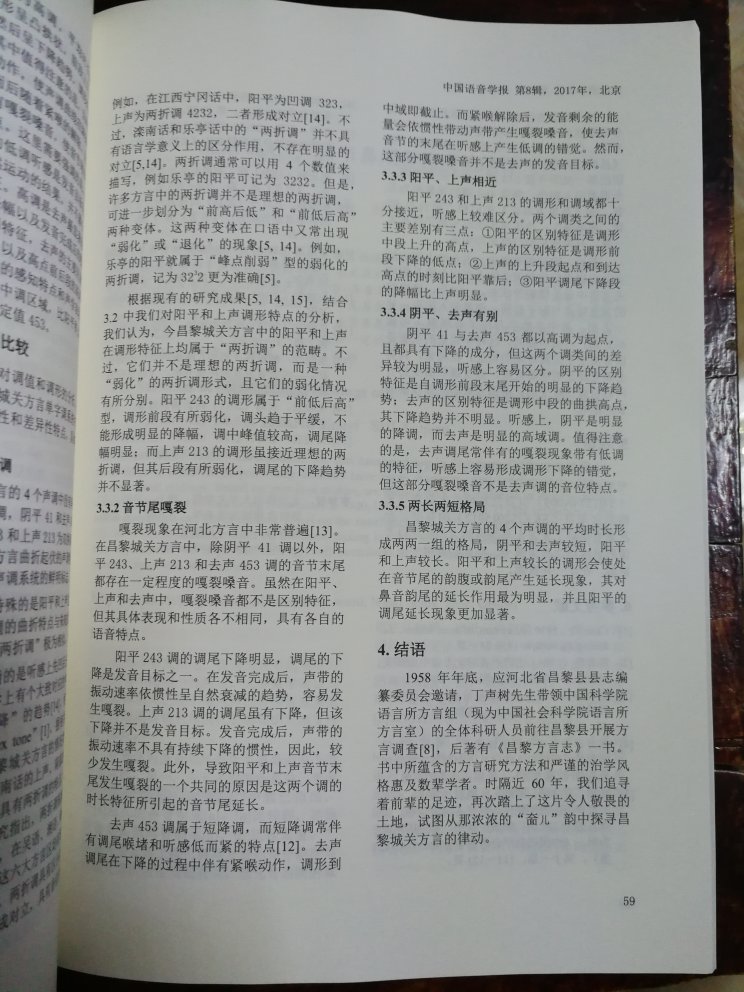 中国语音学报 第8辑，2017年，北京
例如，在江西宁冈话中，阳平为凹调 323，
上声为两折调 4232，二者形成对立[14]。不
过，滦南话和乐亭话中的“两折调”并不具
有语言学意义上的区分作用，不存在明显的
对立[5,14]。两折调通常可以用 4 个数值来
描写，例如乐亭的阳平可记为 3232。但是，
许多方言中的两折调并不是理想的两折调，
可进一步划分为“前高后低”和“前低后高”
两种变体。这两种变体在口语中又常出现
“弱化”或“退化”的现象[5, 14]。例如，
乐亭的阳平就属于“峰点削弱”型的弱化的
两折调，记为 32²2 更为准确[5]。
根据现有的研究成果[5, 14, 15]，结合
3.2 中我们对阳平和上声调形特点的分析，
我们认为，今昌黎城关方言中的阳平和上声
在调形特征上均属于“两折调”的范畴。不
过，它们并不是理想的两折调，而是一种
“弱化”的两折调形式，且它们的弱化情况
有所分别。阳平 243 的调形属于“前低后高”
型，调形前段有所弱化，调头趋于平缓，不
能形成明显的降幅，调中峰值较高，调尾降
幅明显；而上声 213 的调形虽接近理想的两
折调，但其后段有所弱化，调尾的下降趋势
并不显著。
3.3.2 音节尾嘎裂
嘎裂现象在河北方言中非常普遍[13]。
在昌黎城关方言中，除阴平 41 调以外，阳
平 243、上声 213 和去声 453 调的音节末尾
都存在一定程度的嘎裂嗓音。虽然在阳平、
上声和去声中，嘎裂嗓音都不是区别特征，
但其具体表现和性质各不相同，具有各自的
语音特点。
阳平 243 调的调尾下降明显，调尾的下
降是发音目标之一。在发音完成后，声带的
振动速率依惯性呈自然衰减的趋势，容易发
生嘎裂。上声 213 调的调尾虽有下降，但该
下降并不是发音目标。发音完成后，声带的
振动速率不具有持续下降的惯性，因此，较
少发生嘎裂。此外，导致阳平和上声音节末
尾发生嘎裂的一个共同的原因是这两个调的
时长特征所引起的音节尾延长。
去声 453 调属于短降调，而短降调常伴
有调尾喉堵和听感低而紧的特点[12]。去声
调尾在下降的过程中伴有紧喉动作，调形到
中域即截止。而紧喉解除后，发音剩余的能
量会依惯性带动声带产生嘎裂嗓音，使去声
音节的末尾在听感上产生低调的错觉。然而，
这部分嘎裂嗓音并不是去声的发音目标。
3.3.3 阳平、上声相近
阳平 243 和上声 213 的调形和调域都十
分接近，听感上较难区分。两个调类之间的
主要差别有三点：①阳平的区别特征是调形
中段上升的高点，上声的区别特征是调形前
段下降的低点；②上声的上升段起点和到达
高点的时刻比阳平靠后；③阳平调尾下降段
的降幅比上声明显。
3.3.4 阴平、去声有别
阴平 41 与去声 453 都以高调为起点，
且都具有下降的成分，但这两个调类间的差
异较为明显，听感上容易区分。阴平的区别
特征是自调形前段末尾开始的明显的下降趋
势；去声的区别特征是调形中段的曲拱高点，
其下降趋势并不明显。听感上，阴平是明显
的降调，而去声是明显的高域调。值得注意
的是，去声调尾常伴有的嘎裂现象带有低调
的特征，听感上容易形成调形下降的错觉，
但这部分嘎裂嗓音不是去声调的音位特点。
3.3.5 两长两短格局
昌黎城关方言的 4 个声调的平均时长形
成两两一组的格局，阴平和去声较短，阳平
和上声较长。阳平和上声较长的调形会使处
在音节尾的韵腹或韵尾产生延长现象，其对
鼻音韵尾的延长作用最为明显，并且阳平的
调尾延长现象更加显著。
4. 结语
1958 年年底，应河北省昌黎县县志编
纂委员会邀请，丁声树先生带领中国科学院
语言所方言组（现为中国社会科学院语言所
方言室）的全体科研人员前往昌黎县开展方
言调查[8]，后著有《昌黎方言志》一书。
书中所蕴含的方言研究方法和严谨的治学风
格惠及数辈学者。时隔近 60 年，我们追寻
着前辈的足迹，再次踏上了这片令人敬畏的
土地，试图从那浓浓的“奤儿”韵中探寻昌
黎城关方言的律动。
59